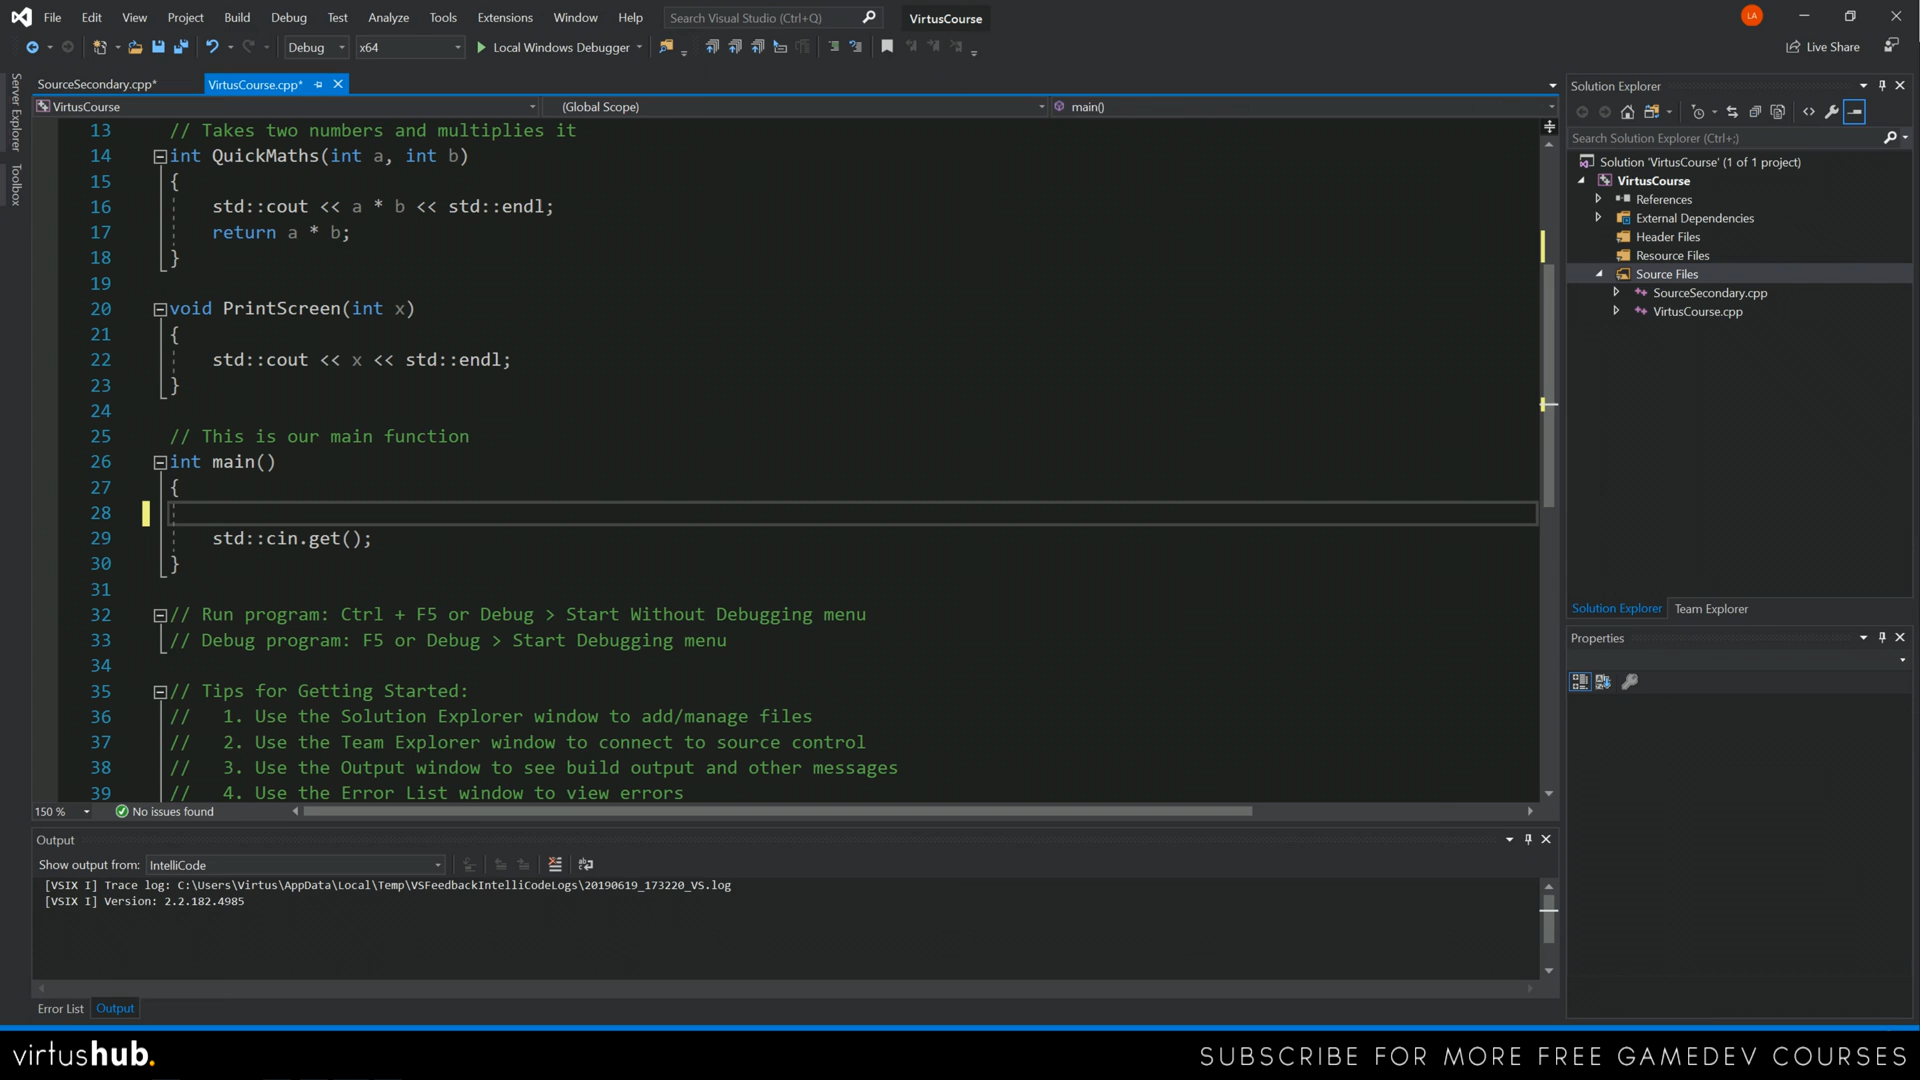 File Edit View Project Build Debug Test Analyze Tools Extensions Window Help Search Visual Studio (Ctrl+Q) VirtusCourse LA
Debug x64 Local Windows Debugger Live Share
Server Explorer
Toolbox
SourceSecondary.cpp* VirtusCourse.cpp*
VirtusCourse (Global Scope) main()
13 // Takes two numbers and multiplies it
14 int QuickMaths(int a, int b)
15 {
16 std::cout << a * b << std::endl;
17 return a * b;
18 }
19
20 void PrintScreen(int x)
21 {
22 std::cout << x << std::endl;
23 }
24
25 // This is our main function
26 int main()
27 {
28
29 std::cin.get();
30 }
31
32 // Run program: Ctrl + F5 or Debug > Start Without Debugging menu
33 // Debug program: F5 or Debug > Start Debugging menu
34
35 // Tips for Getting Started:
36 // 1. Use the Solution Explorer window to add/manage files
37 // 2. Use the Team Explorer window to connect to source control
38 // 3. Use the Output window to see build output and other messages
39 // 4. Use the Error List window to view errors
150 % No issues found
Output
Show output from: IntelliCode
[VSIX I] Trace log: C:\Users\Virtus\AppData\Local\Temp\VSFeedbackIntelliCodeLogs\20190619_173220_VS.log
[VSIX I] Version: 2.2.182.4985
Error List Output
Solution Explorer
Search Solution Explorer (Ctrl+;)
Solution 'VirtusCourse' (1 of 1 project)
VirtusCourse
References
External Dependencies
Header Files
Resource Files
Source Files
SourceSecondary.cpp
VirtusCourse.cpp
Solution Explorer Team Explorer
Properties
virtushub. SUBSCRIBE FOR MORE FREE GAMEDEV COURSES